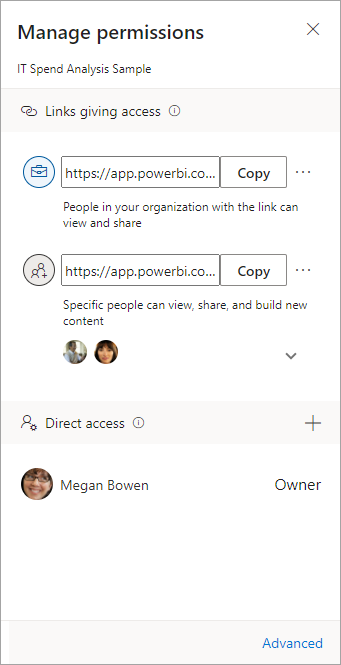 Manage permissions
IT Spend Analysis Sample
Links giving access
https://app.powerbi.co... Copy
People in your organization with the link can
view and share
https://app.powerbi.co... Copy
Specific people can view, share, and build new
content
Direct access
Megan Bowen Owner
Advanced